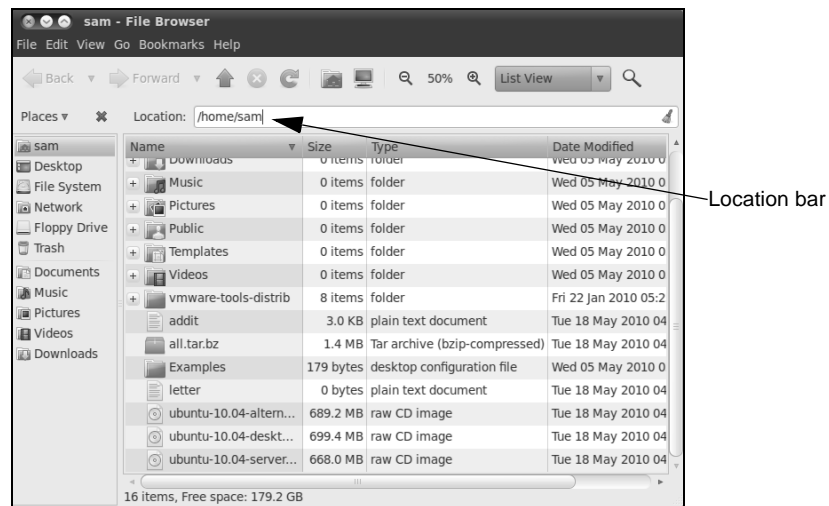 sam - File Browser
File Edit View Go Bookmarks Help
Back Forward 50% List View
Places Location: /home/sam
sam
Desktop
File System
Network
Floppy Drive
Trash
Documents
Music
Pictures
Videos
Downloads
Name Size Type Date Modified
Downloads 0 items folder Wed 05 May 2010 0
Music 0 items folder Wed 05 May 2010 0
Pictures 0 items folder Wed 05 May 2010 0
Public 0 items folder Wed 05 May 2010 0
Templates 0 items folder Wed 05 May 2010 0
Videos 0 items folder Wed 05 May 2010 0
vmware-tools-distrib 8 items folder Fri 22 Jan 2010 05:2
addit 3.0 KB plain text document Tue 18 May 2010 04
all.tar.bz 1.4 MB Tar archive (bzip-compressed) Tue 18 May 2010 04
Examples 179 bytes desktop configuration file Wed 05 May 2010 0
letter 0 bytes plain text document Tue 18 May 2010 04
ubuntu-10.04-altern... 689.2 MB raw CD image Tue 18 May 2010 04
ubuntu-10.04-deskt... 699.4 MB raw CD image Tue 18 May 2010 04
ubuntu-10.04-server... 668.0 MB raw CD image Tue 18 May 2010 04
16 items, Free space: 179.2 GB
Location bar